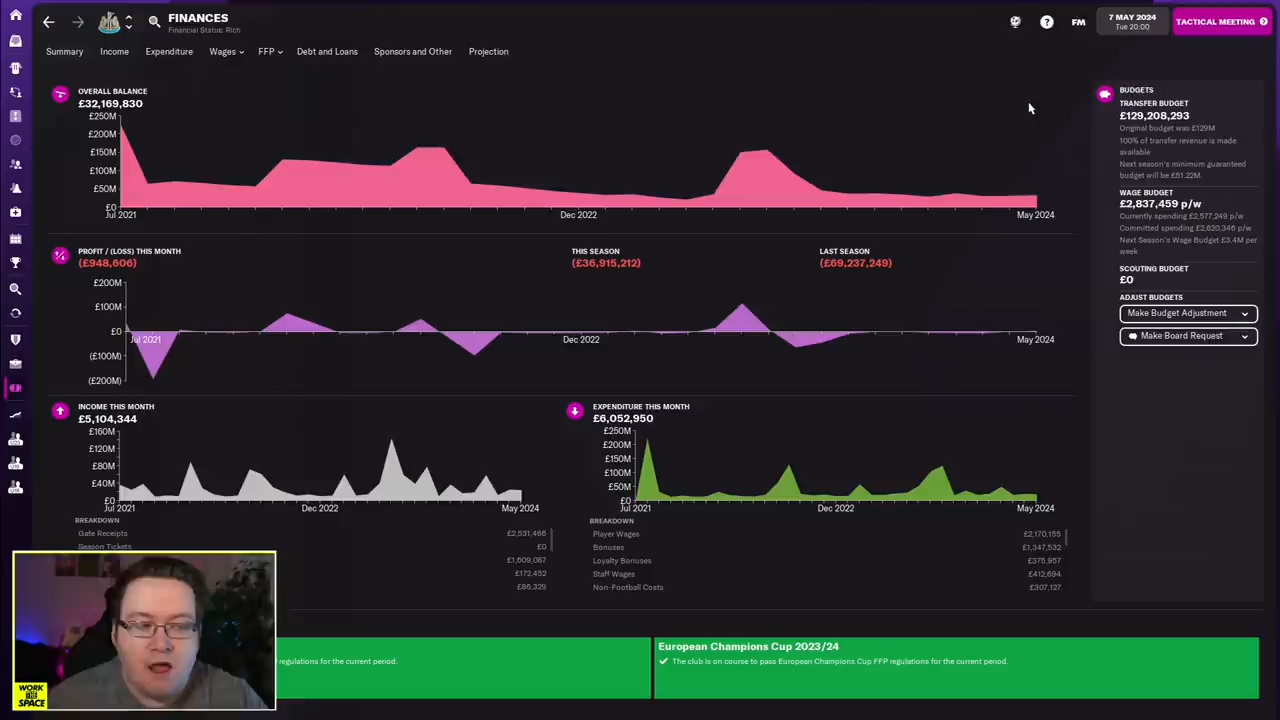 FINANCES
Financial Status: Rich
FM
7 MAY 2024
Tue 20:00
TACTICAL MEETING
Summary
Income
Expenditure
Wages
FFP
Debt and Loans
Sponsors and Other
Projection
OVERALL BALANCE
£32,169,830
£250M
£200M
£150M
£100M
£50M
£0
Jul 2021
Dec 2022
May 2024
PROFIT / (LOSS) THIS MONTH
(£948,606)
THIS SEASON
(£36,915,212)
LAST SEASON
(£69,237,249)
£200M
£100M
£0
(£100M)
(£200M)
Jul 2021
Dec 2022
May 2024
INCOME THIS MONTH
£5,104,344
£160M
£120M
£80M
£40M
£0
Jul 2021
Dec 2022
May 2024
BREAKDOWN
Gate Receipts £2,531,466
Season Tickets £0
£1,609,087
£172,452
£86,329
EXPENDITURE THIS MONTH
£6,052,950
£250M
£200M
£150M
£100M
£50M
£0
Jul 2021
Dec 2022
May 2024
BREAKDOWN
Player Wages £2,170,155
Bonuses £1,347,532
Loyalty Bonuses £375,957
Staff Wages £412,694
Non-Football Costs £307,127
BUDGETS
TRANSFER BUDGET
£129,208,293
Original budget was £129M
100% of transfer revenue is made
available
Next season's minimum guaranteed
budget will be £51.22M.
WAGE BUDGET
£2,837,459 p/w
Currently spending £2,577,249 p/w
Committed spending £2,620,346 p/w
Next Season's Wage Budget £3.4M per
week
SCOUTING BUDGET
£0
ADJUST BUDGETS
Make Budget Adjustment
Make Board Request
regulations for the current period.
European Champions Cup 2023/24
The club is on course to pass European Champions Cup FFP regulations for the current period.
WORK
THE
SPACE